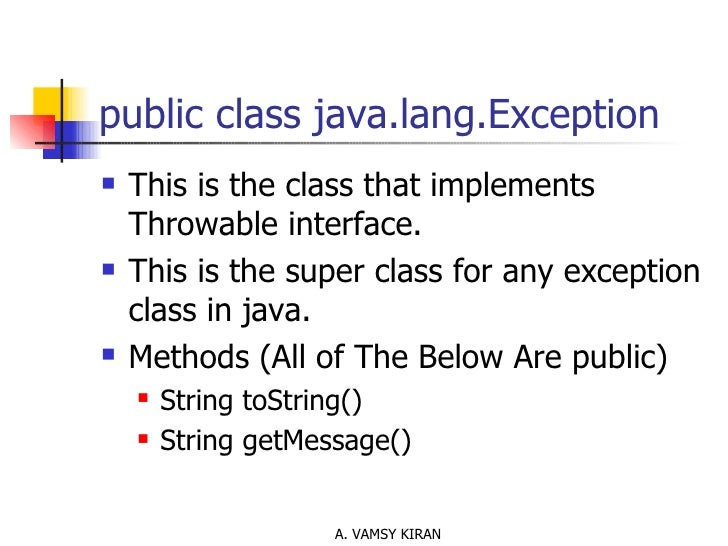 public class java.lang.Exception
This is the class that implements
Throwable interface.
This is the super class for any exception
class in java.
Methods (All of The Below Are public)
String toString()
String getMessage()
A. VAMSY KIRAN